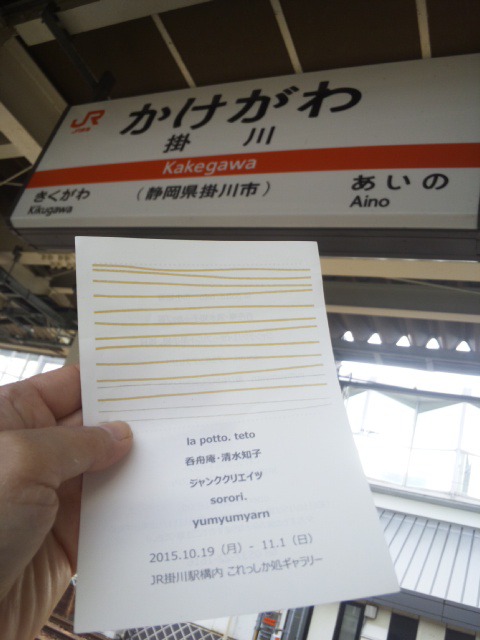 JR
かけがわ
掛川
Kakegawa
きくがわ
Kikugawa
(静岡県掛川市)
あいの
Aino
la potto. teto
呑舟庵・清水知子
ジャンククリエイツ
sorori.
yumyumyarn
2015.10.19(月)- 11.1(日)
JR掛川駅構内 これっしか処ギャラリー